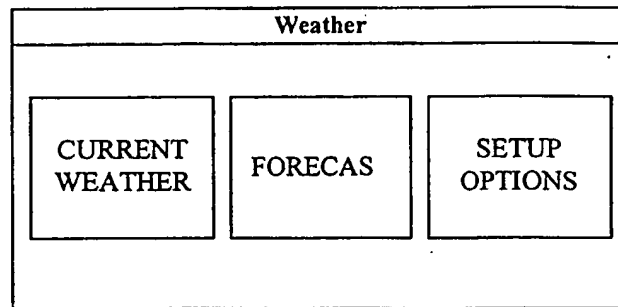 Weather
CURRENT
WEATHER
FORECAS
SETUP
OPTIONS